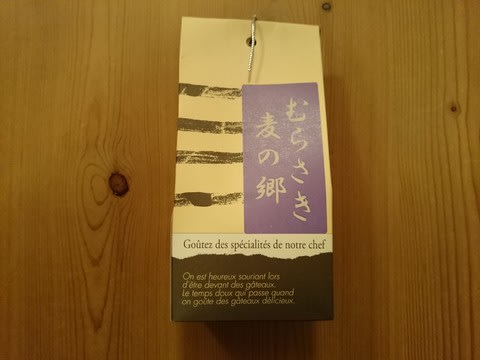 むらさき
麦の郷
Goûtez des spécialités de notre chef
On est heureux souriant lors
d'être devant des gâteaux.
Le temps doux qui passe quand
on goûte des gâteaux délicieux.